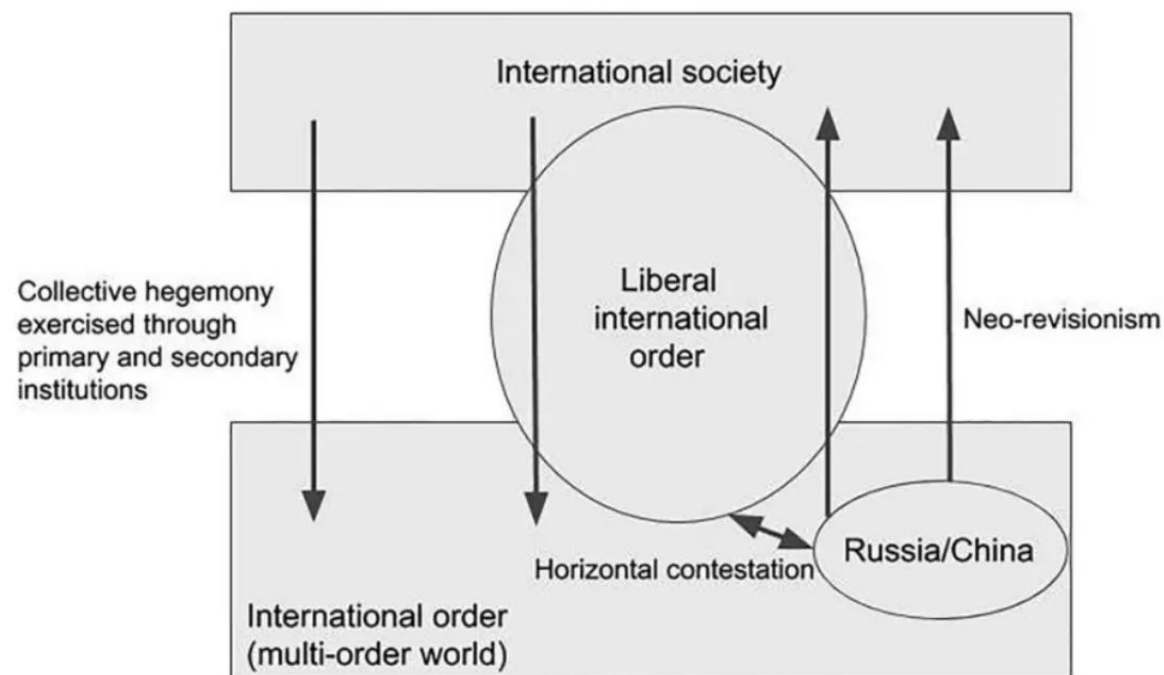 International society
Collective hegemony
exercised through
primary and secondary
institutions
Liberal
international
order
Neo-revisionism
Russia/China
Horizontal contestation
International order
(multi-order world)